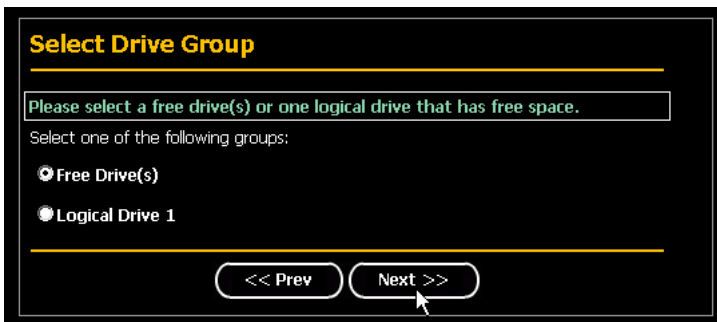 Select Drive Group
Please select a free drive(s) or one logical drive that has free space.
Select one of the following groups:
Free Drive(s)
Logical Drive 1
<< Prev Next >>